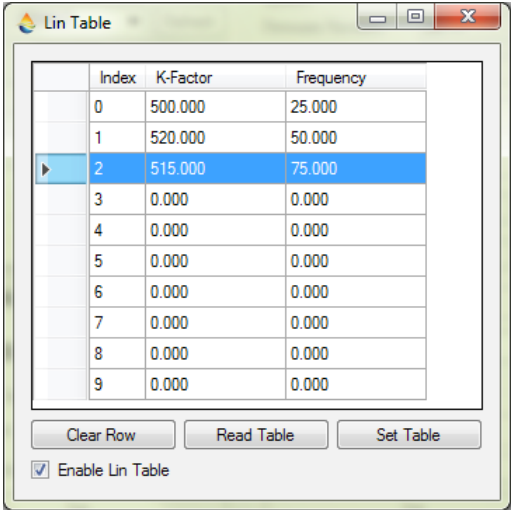 Lin Table
Index K-Factor Frequency
0 500.000 25.000
1 520.000 50.000
2 515.000 75.000
3 0.000 0.000
4 0.000 0.000
5 0.000 0.000
6 0.000 0.000
7 0.000 0.000
8 0.000 0.000
9 0.000 0.000
Clear Row Read Table Set Table
Enable Lin Table